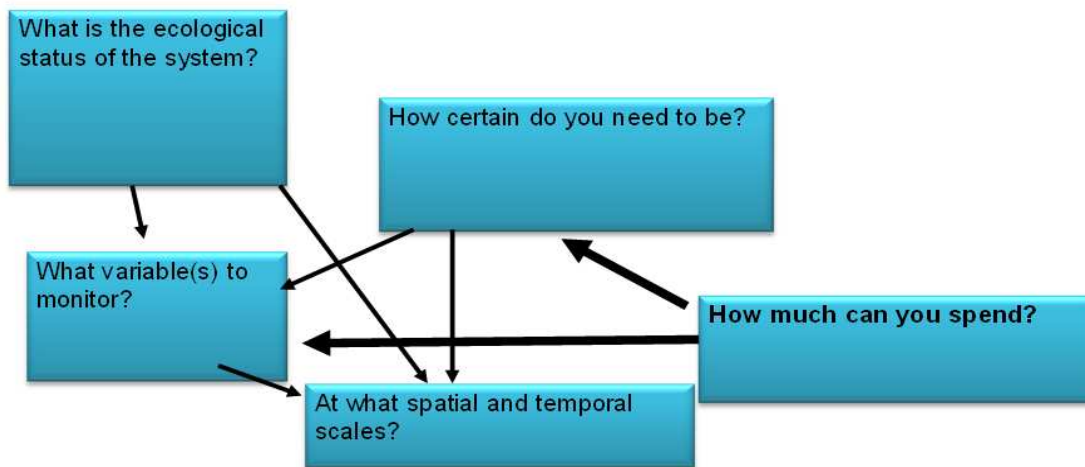 What is the ecological
status of the system?
How certain do you need to be?
What variable(s) to
monitor?
How much can you spend?
At what spatial and temporal
scales?